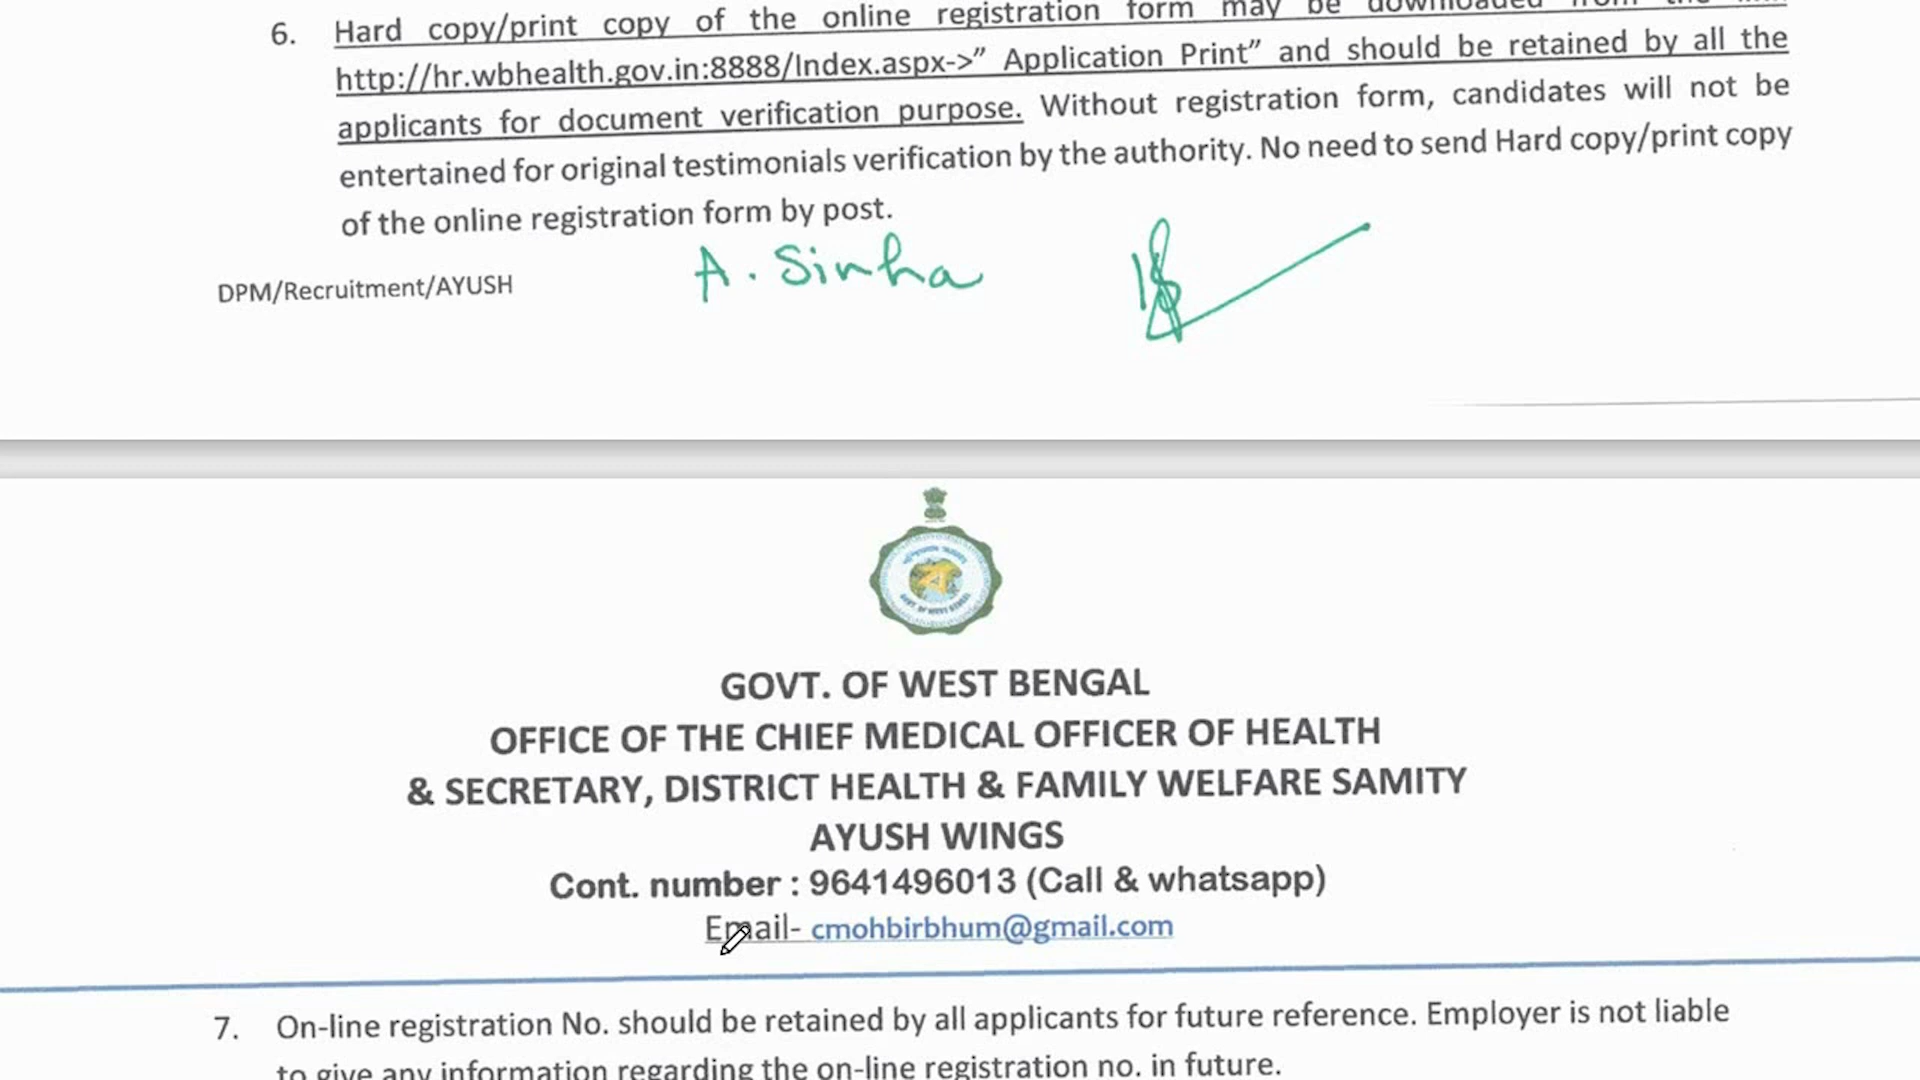 6. Hard copy/print copy of the online registration form may be downloaded from the link
http://hr.wbhealth.gov.in:8888/Index.aspx->” Application Print” and should be retained by all the
applicants for document verification purpose. Without registration form, candidates will not be
entertained for original testimonials verification by the authority. No need to send Hard copy/print copy
of the online registration form by post.
A. Sinha
DPM/Recruitment/AYUSH
GOVT. OF WEST BENGAL
OFFICE OF THE CHIEF MEDICAL OFFICER OF HEALTH
& SECRETARY, DISTRICT HEALTH & FAMILY WELFARE SAMITY
AYUSH WINGS
Cont. number : 9641496013 (Call & whatsapp)
Email- cmohbirbhum@gmail.com
7. On-line registration No. should be retained by all applicants for future reference. Employer is not liable
to give any information regarding the on-line registration no. in future.